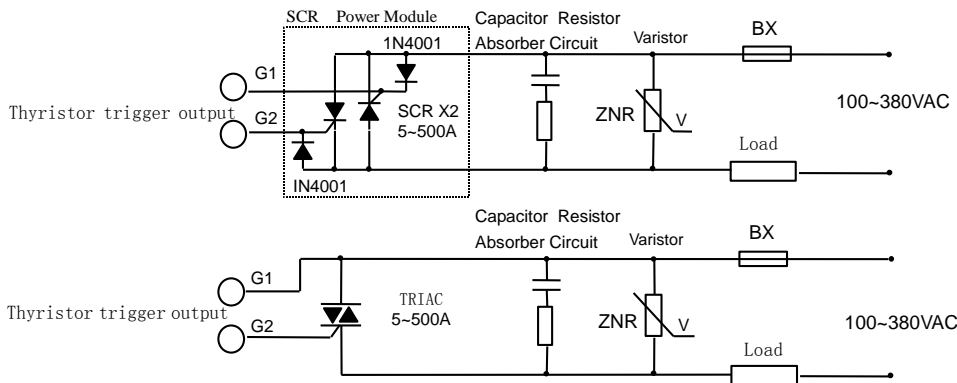 SCR Power Module
Capacitor Resistor
Absorber Circuit
Varistor
BX
1N4001
G1
Thyristor trigger output
G2
SCR X2
5~500A
ZNR
V
100~380VAC
Load
IN4001
Capacitor Resistor
Absorber Circuit
Varistor
BX
G1
Thyristor trigger output
G2
TRIAC
5~500A
ZNR
V
100~380VAC
Load